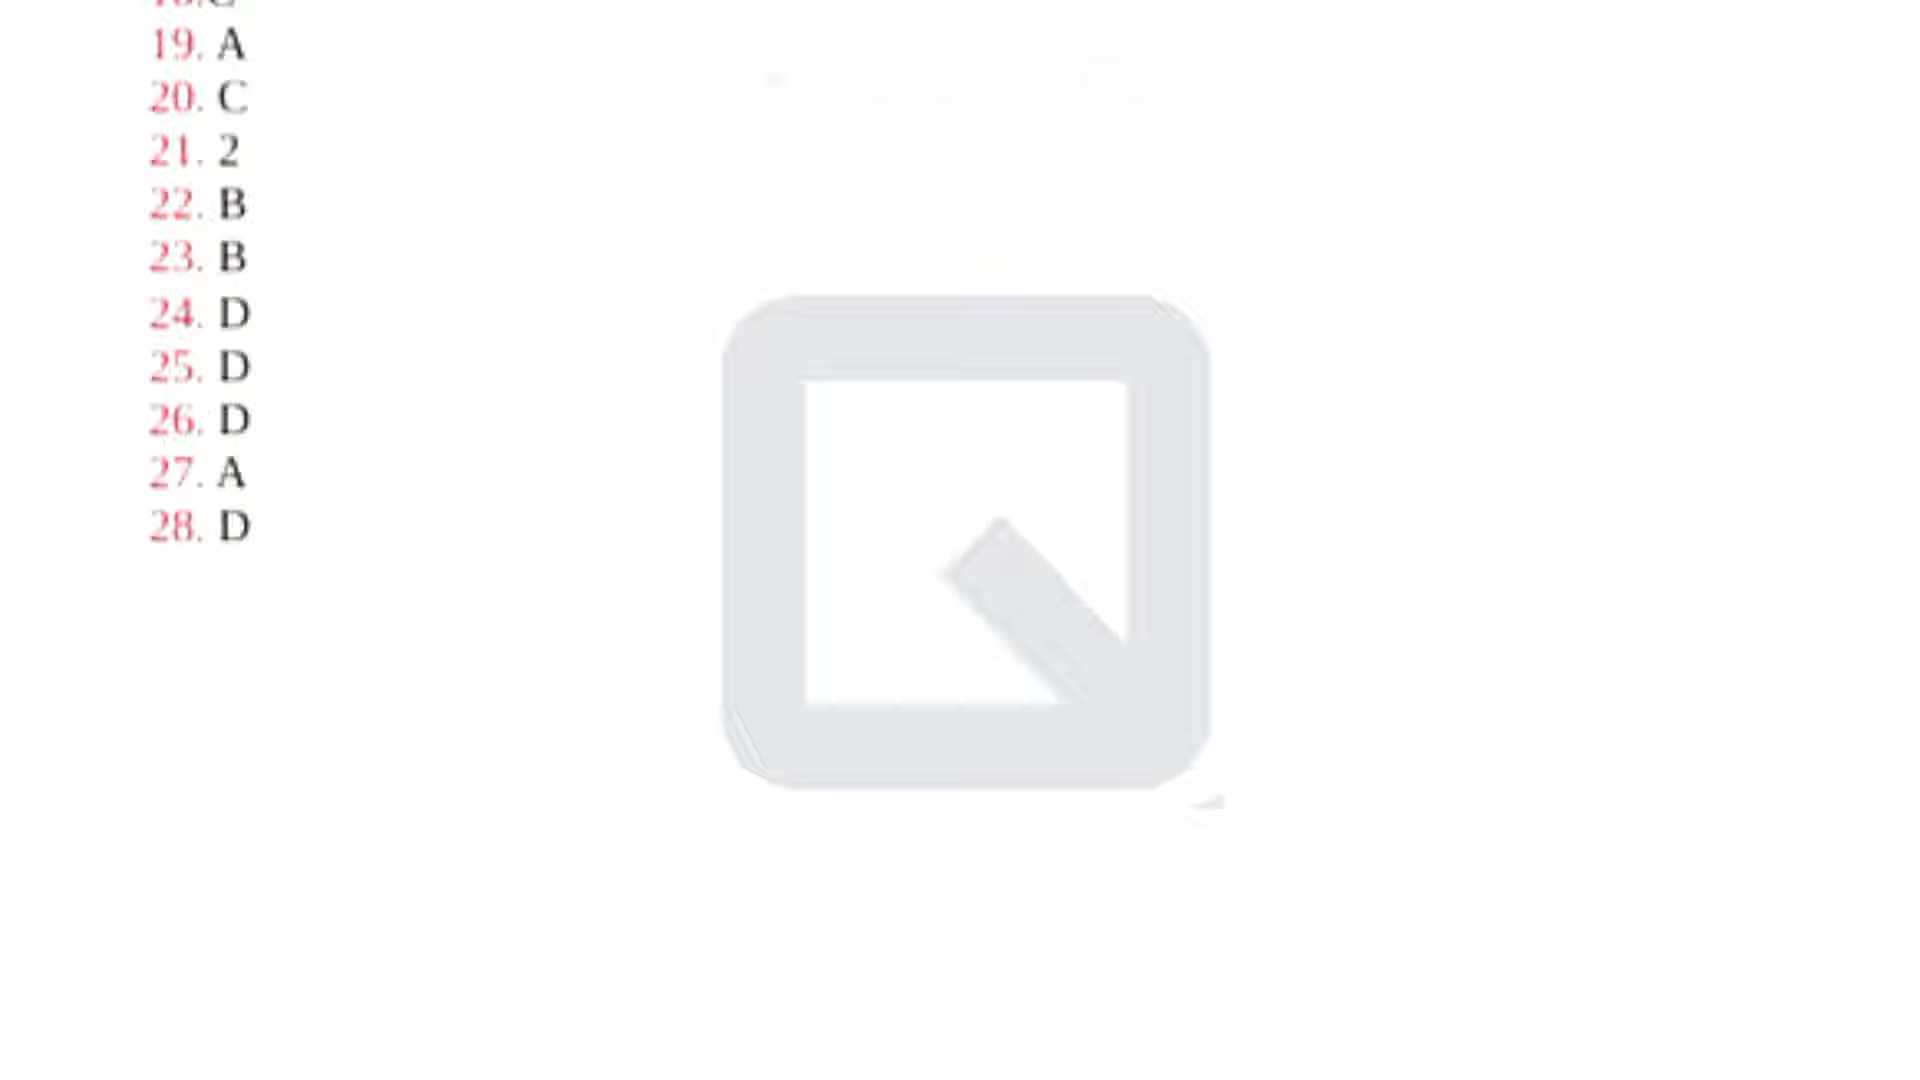 19. A
20. C
21. 2
22. B
23. B
24. D
25. D
26. D
27. A
28. D